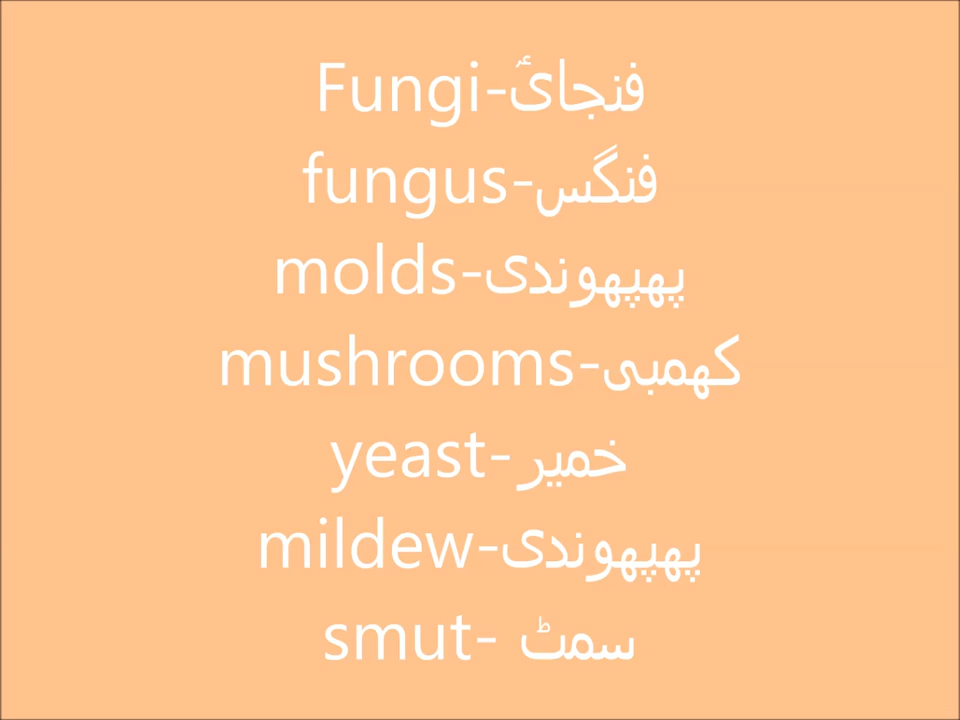 Fungi-فنجائ
fungus-فنگس
molds-پھپھوندی
mushrooms-کھمبی
yeast-خمیر
mildew-پھپھوندی
smut- سمٹ